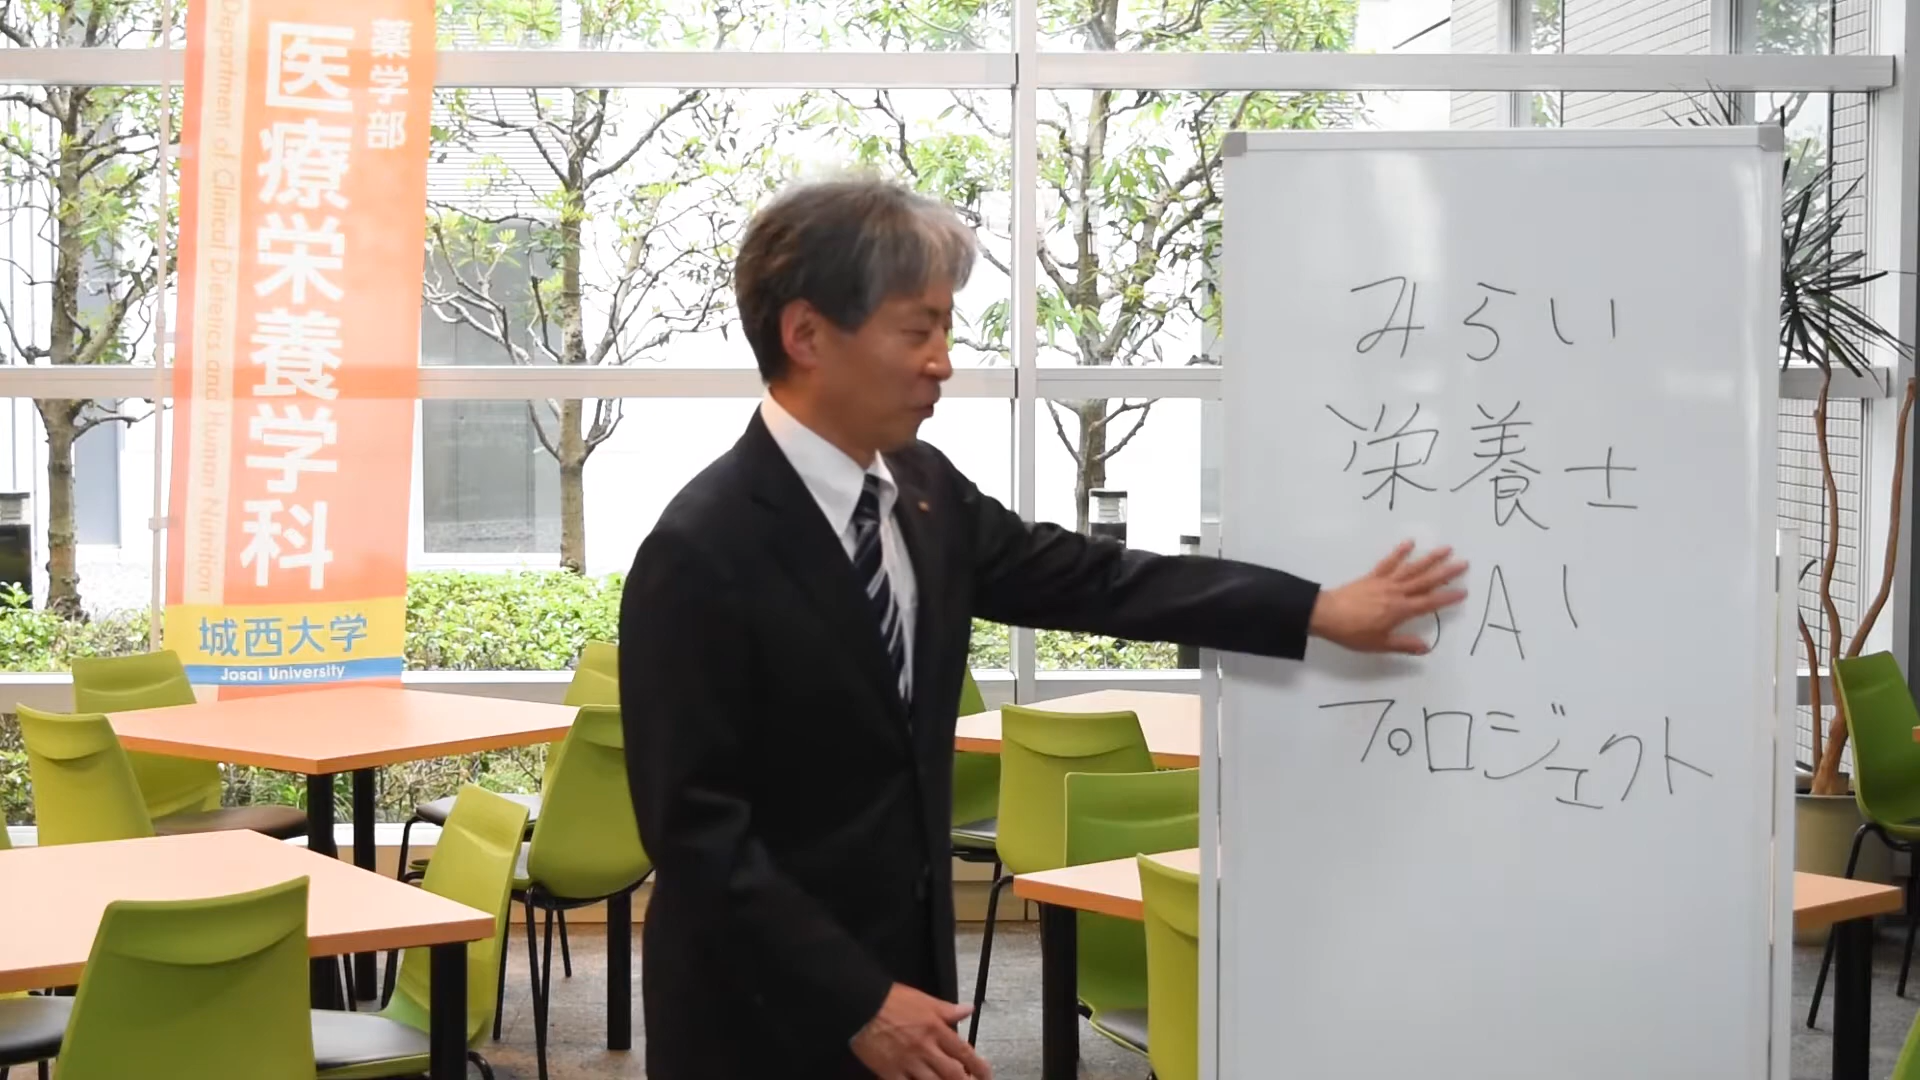 薬学部
医療栄養学科
Department of Clinical Dietetics and Human Nutrition
城西大学
Josai University
みらい
栄養士
AI
プロジェクト